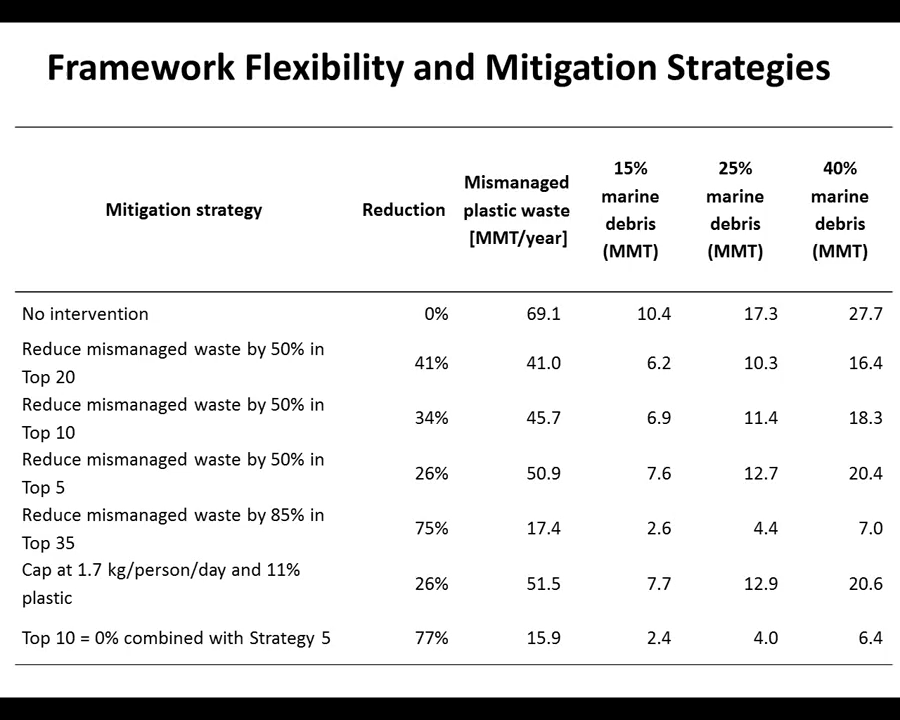 Framework Flexibility and Mitigation Strategies
Mitigation strategy Reduction Mismanaged plastic waste [MMT/year] 15% marine debris (MMT) 25% marine debris (MMT) 40% marine debris (MMT)
No intervention 0% 69.1 10.4 17.3 27.7
Reduce mismanaged waste by 50% in
Top 20 41% 41.0 6.2 10.3 16.4
Reduce mismanaged waste by 50% in
Top 10 34% 45.7 6.9 11.4 18.3
Reduce mismanaged waste by 50% in
Top 5 26% 50.9 7.6 12.7 20.4
Reduce mismanaged waste by 85% in
Top 35 75% 17.4 2.6 4.4 7.0
Cap at 1.7 kg/person/day and 11%
plastic 26% 51.5 7.7 12.9 20.6
Top 10 = 0% combined with Strategy 5 77% 15.9 2.4 4.0 6.4